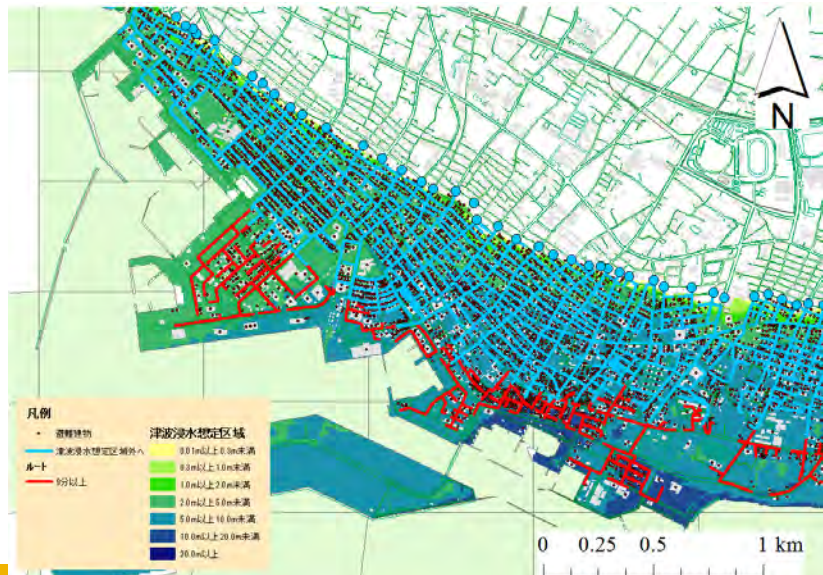 N
凡例
避難建物
津波浸水想定区域外へ
ルート
9分以上
津波浸水想定区域
0.01m以上0.3m未満
0.3m以上1.0m未満
1.0m以上2.0m未満
2.0m以上5.0m未満
5.0m以上10.0m未満
10.0m以上20.0m未満
20.0m以上
0 0.25 0.5 1 km